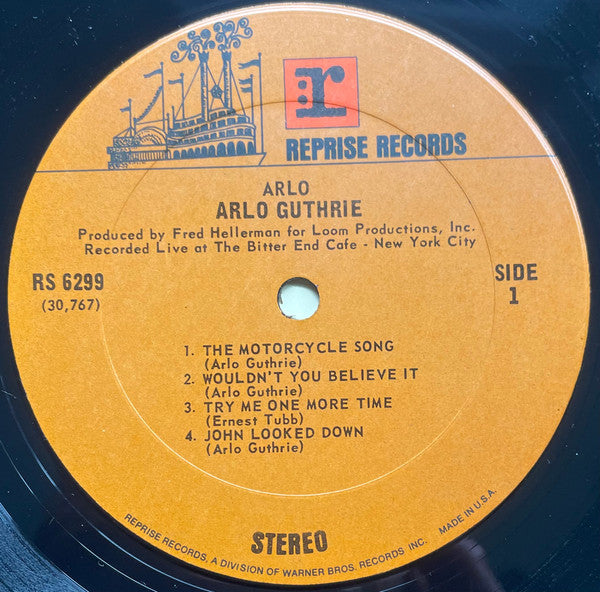 r
REPRISE RECORDS
ARLO
ARLO GUTHRIE
Produced by Fred Hellerman for Loom Productions, Inc.
Recorded Live at The Bitter End Cafe - New York City
RS 6299
(30,767)
SIDE
1
1. THE MOTORCYCLE SONG
(Arlo Guthrie)
2. WOULDN'T YOU BELIEVE IT
(Arlo Guthrie)
3. TRY ME ONE MORE TIME
(Ernest Tubb)
4. JOHN LOOKED DOWN
(Arlo Guthrie)
STEREO
REPRISE RECORDS, A DIVISION OF WARNER BROS. RECORDS INC.
MADE IN U.S.A.